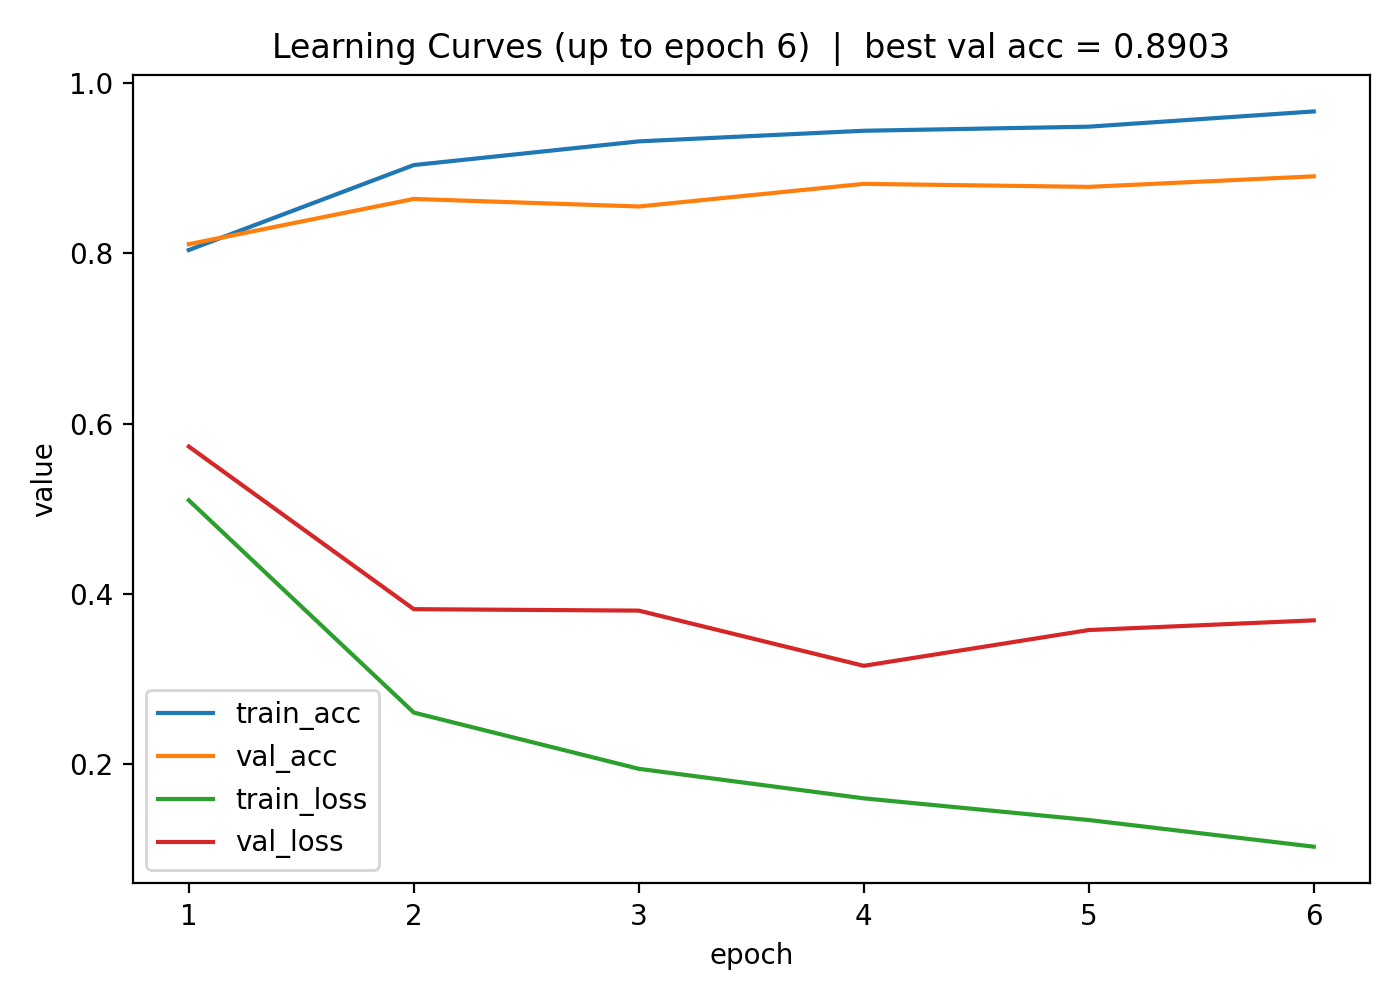 Learning Curves (up to epoch 6)  |  best val acc = 0.8903
1.0
0.8
0.6
0.4
0.2
value
train_acc
val_acc
train_loss
val_loss
1 2 3 4 5 6
epoch